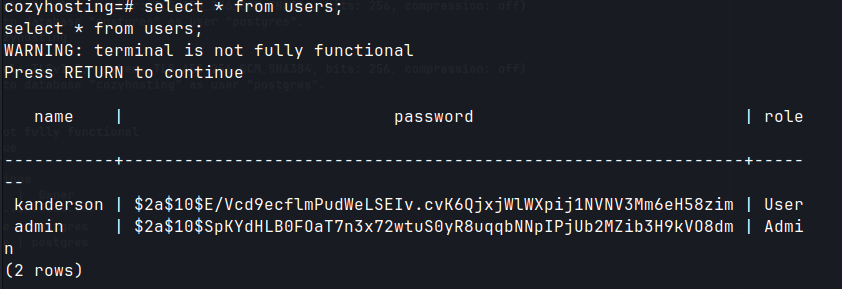 cozyhosting=# select * from users;
select * from users;
WARNING: terminal is not fully functional
Press RETURN to continue
name | password | role
-----------+--------------------------------------------------------------+-----
--
kanderson | $2a$10$E/Vcd9ecflmPudWeLSEIv.cvK6QjxjWlWXpij1NVNV3Mm6eH58zim | User
admin | $2a$10$SpKYdHLB0FOaT7n3x72wtuS0yR8uqqbNNpIPjUb2MZib3H9kVO8dm | Admi
n
(2 rows)